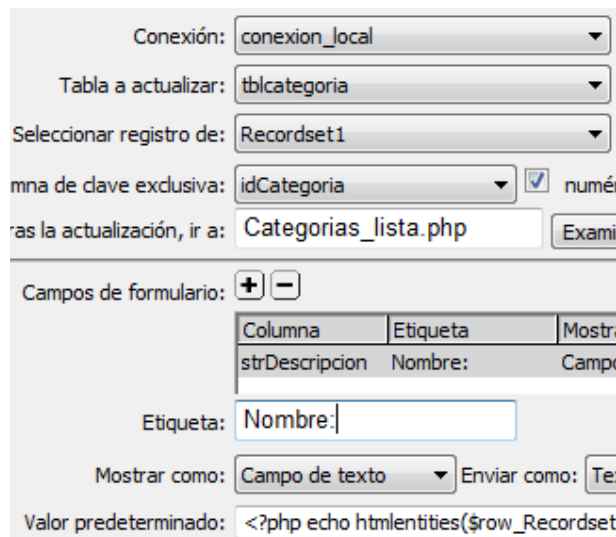 Conexión: conexion_local
Tabla a actualizar: tblcategoria
Seleccionar registro de: Recordset1
mna de clave exclusiva: idCategoria numér
ras la actualización, ir a: Categorias_lista.php Exami
Campos de formulario:
Columna Etiqueta Mostra
strDescripcion Nombre: Campo
Etiqueta: Nombre:
Mostrar como: Campo de texto Enviar como: Te
Valor predeterminado: <?php echo htmlentities($row_Recordset